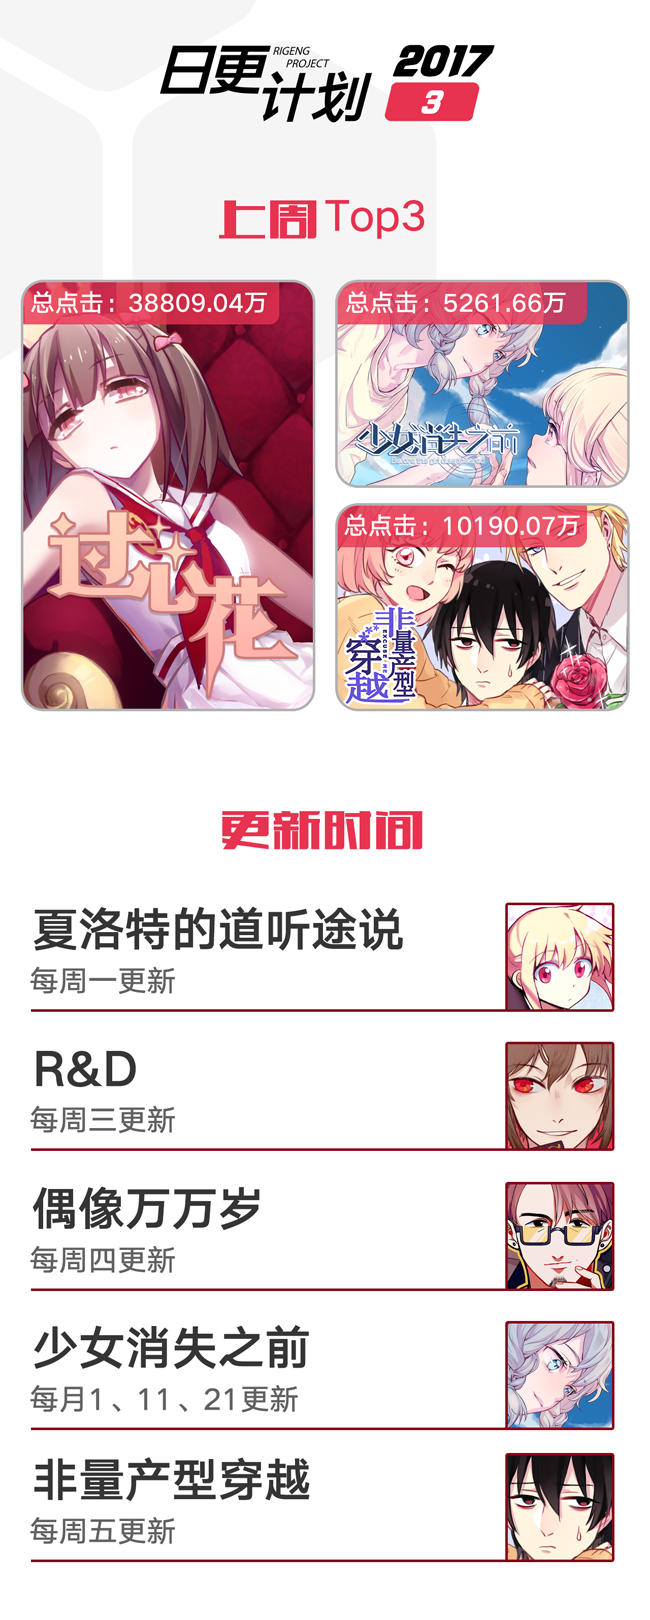 日更计划
RIGENG
PROJECT
2017
3
上周Top3
总点击：38809.04万
过心花
总点击：5261.66万
少女消失之前
总点击：10190.07万
非量产型
穿越
EXCUSE ME
更新时间
夏洛特的道听途说
每周一更新
R&D
每周三更新
偶像万万岁
每周四更新
少女消失之前
每月1、11、21更新
非量产型穿越
每周五更新